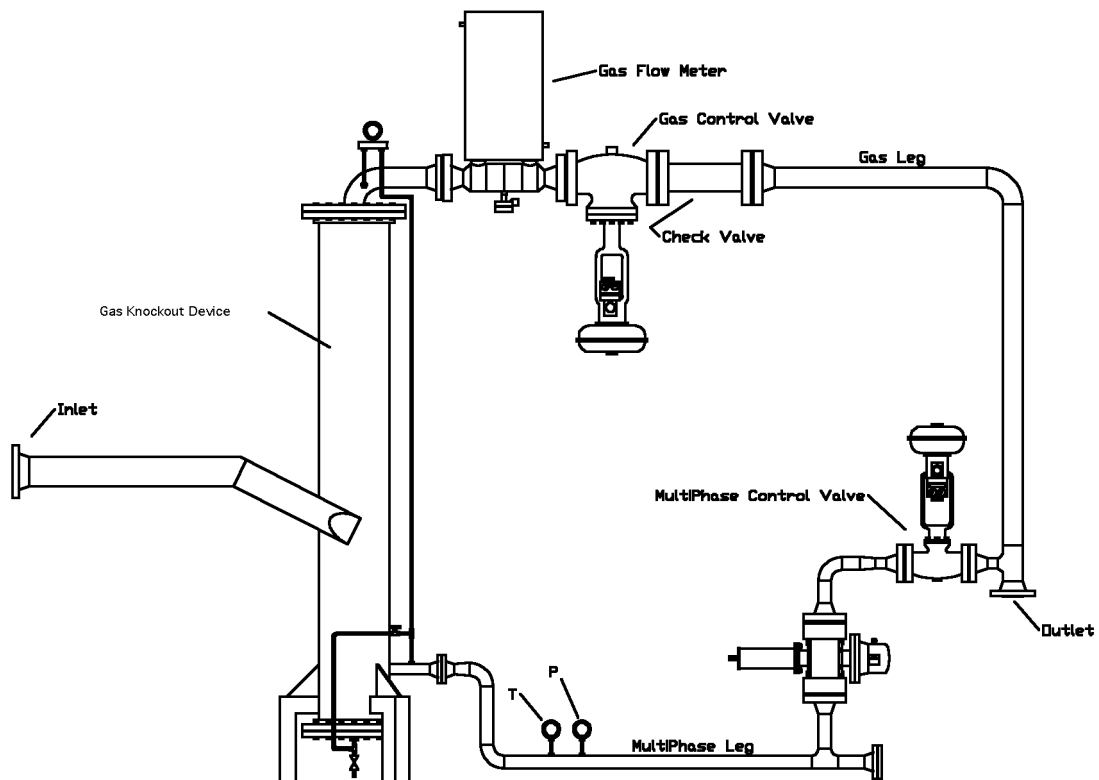 Gas Flow Meter
Gas Control Valve
Gas Leg
Check Valve
Gas Knockout Device
Inlet
MultiPhase Control Valve
Outlet
T
P
MultiPhase Leg